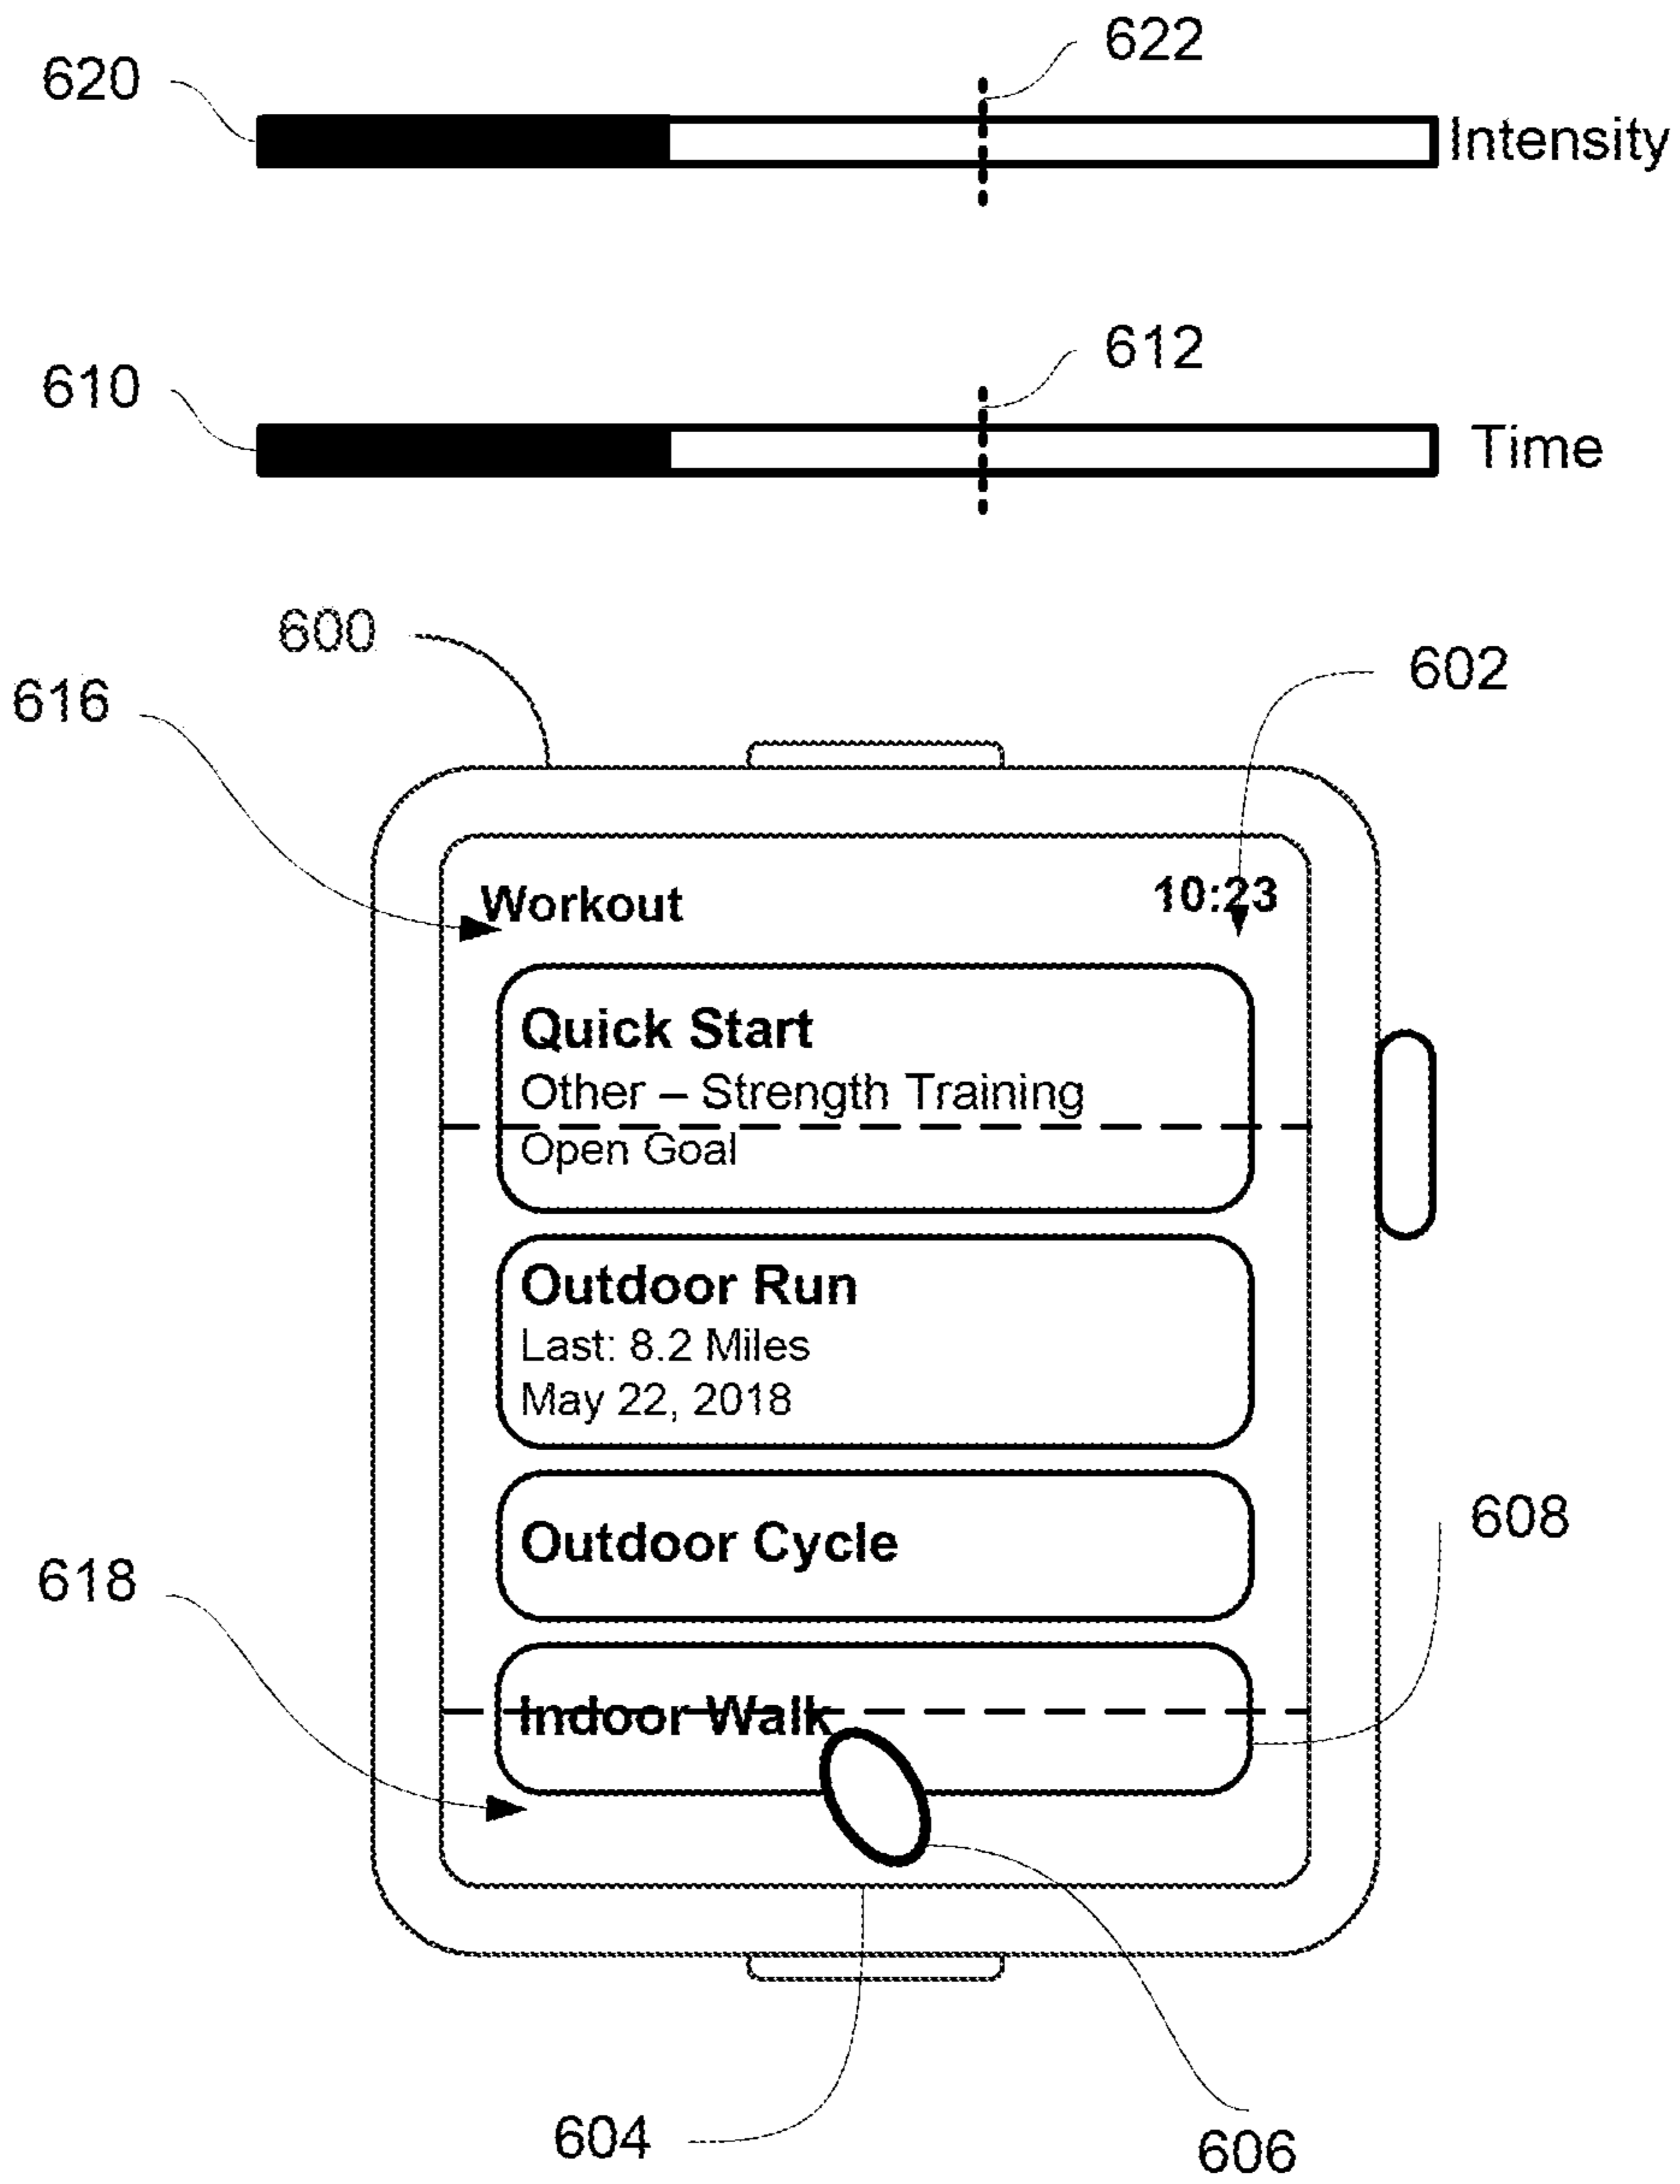 622
620
Intensity
612
610
Time
600
602
616
Workout
10:23
Quick Start
Other – Strength Training
Open Goal
Outdoor Run
Last: 8.2 Miles
May 22, 2018
608
Outdoor Cycle
618
Indoor Walk
604
606